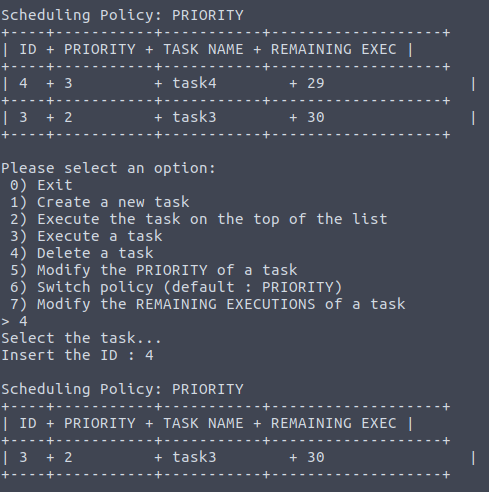 Scheduling Policy: PRIORITY
+----+-----------+-----------+-------------------+
| ID + PRIORITY + TASK NAME + REMAINING EXEC |
+----+-----------+-----------+-------------------+
| 4  + 3         + task4        + 29                |
+----+-----------+-----------+-------------------+
| 3  + 2         + task3        + 30                |
+----+-----------+-----------+-------------------+
Please select an option:
 0) Exit
 1) Create a new task
 2) Execute the task on the top of the list
 3) Execute a task
 4) Delete a task
 5) Modify the PRIORITY of a task
 6) Switch policy (default : PRIORITY)
 7) Modify the REMAINING EXECUTIONS of a task
> 4
Select the task...
Insert the ID : 4
Scheduling Policy: PRIORITY
+----+-----------+-----------+-------------------+
| ID + PRIORITY + TASK NAME + REMAINING EXEC |
+----+-----------+-----------+-------------------+
| 3  + 2         + task3        + 30                |
+----+-----------+-----------+-------------------+